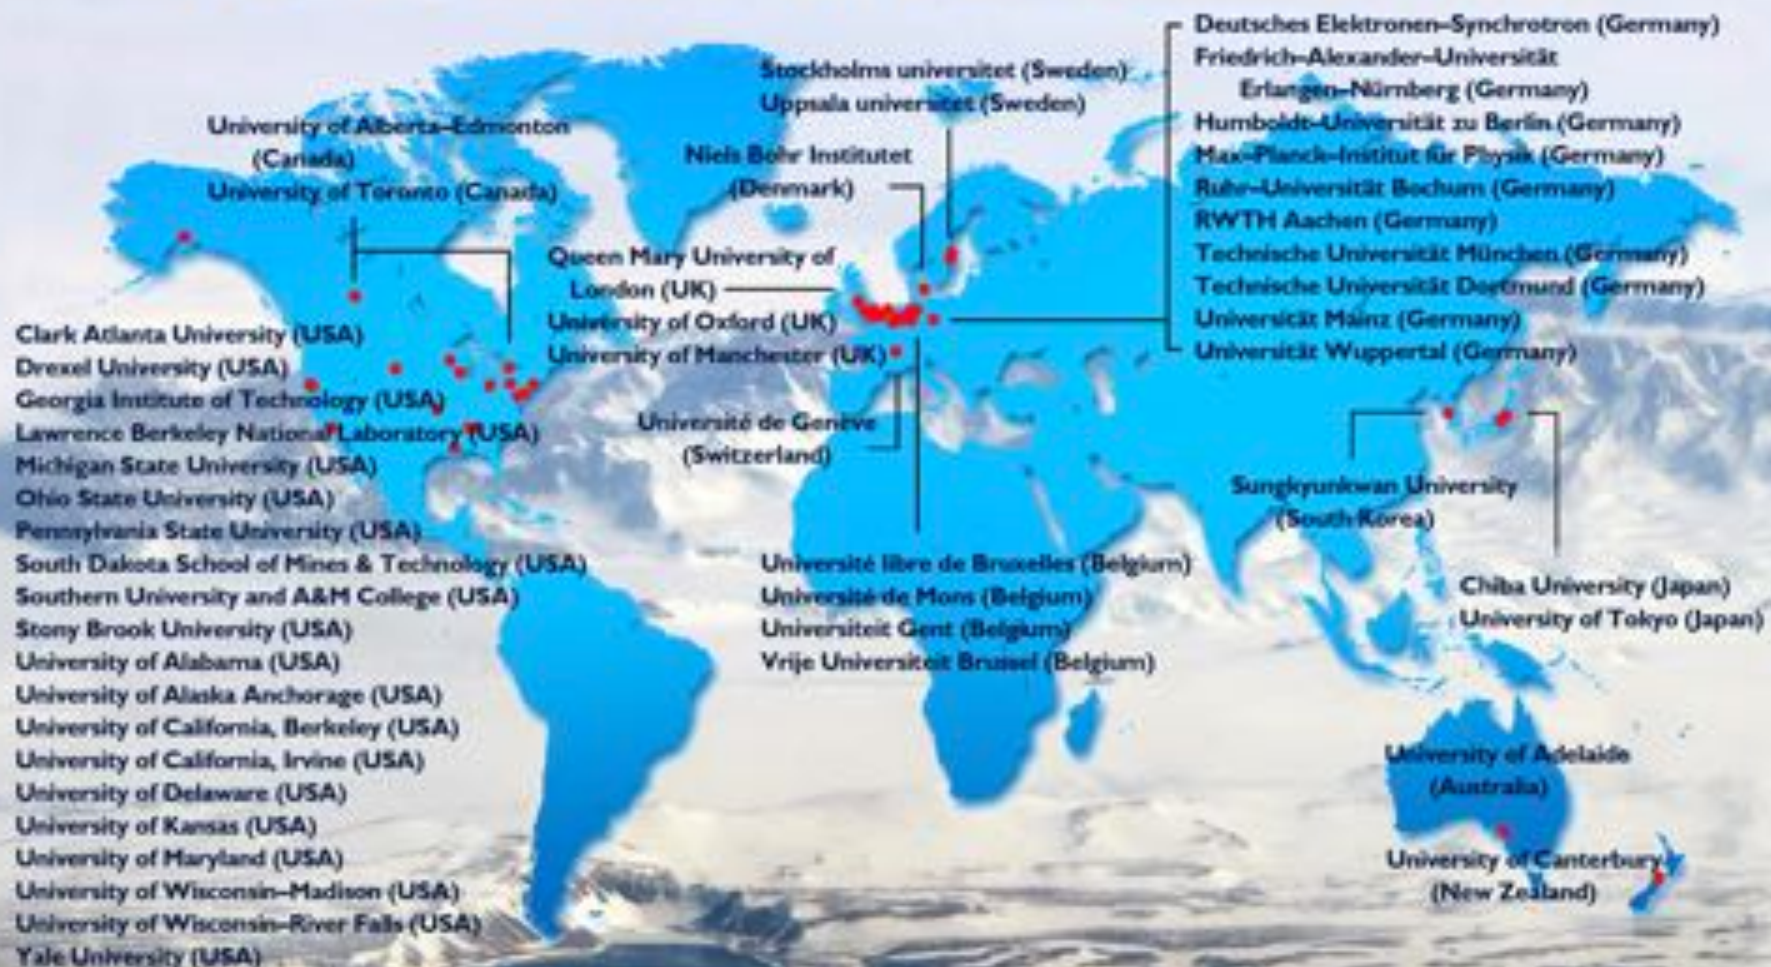 University of Alberta–Edmonton
(Canada)
University of Toronto (Canada)
Clark Atlanta University (USA)
Drexel University (USA)
Georgia Institute of Technology (USA)
Lawrence Berkeley National Laboratory (USA)
Michigan State University (USA)
Ohio State University (USA)
Pennsylvania State University (USA)
South Dakota School of Mines & Technology (USA)
Southern University and A&M College (USA)
Stony Brook University (USA)
University of Alabama (USA)
University of Alaska Anchorage (USA)
University of California, Berkeley (USA)
University of California, Irvine (USA)
University of Delaware (USA)
University of Kansas (USA)
University of Maryland (USA)
University of Wisconsin–Madison (USA)
University of Wisconsin–River Falls (USA)
Yale University (USA)
Stockholms universitet (Sweden)
Uppsala universitet (Sweden)
Niels Bohr Institutet
(Denmark)
Queen Mary University of
London (UK)
University of Oxford (UK)
University of Manchester (UK)
Université de Genève
(Switzerland)
Université libre de Bruxelles (Belgium)
Université de Mons (Belgium)
Universiteit Gent (Belgium)
Vrije Universiteit Brussel (Belgium)
Deutsches Elektronen–Synchrotron (Germany)
Friedrich–Alexander–Universität
Erlangen–Nürnberg (Germany)
Humboldt–Universität zu Berlin (Germany)
Max–Planck–Institut für Physik (Germany)
Ruhr–Universität Bochum (Germany)
RWTH Aachen (Germany)
Technische Universität München (Germany)
Technische Universität Dortmund (Germany)
Universität Mainz (Germany)
Universität Wuppertal (Germany)
Sungkyunkwan University
(South Korea)
Chiba University (Japan)
University of Tokyo (Japan)
University of Adelaide
(Australia)
University of Canterbury
(New Zealand)